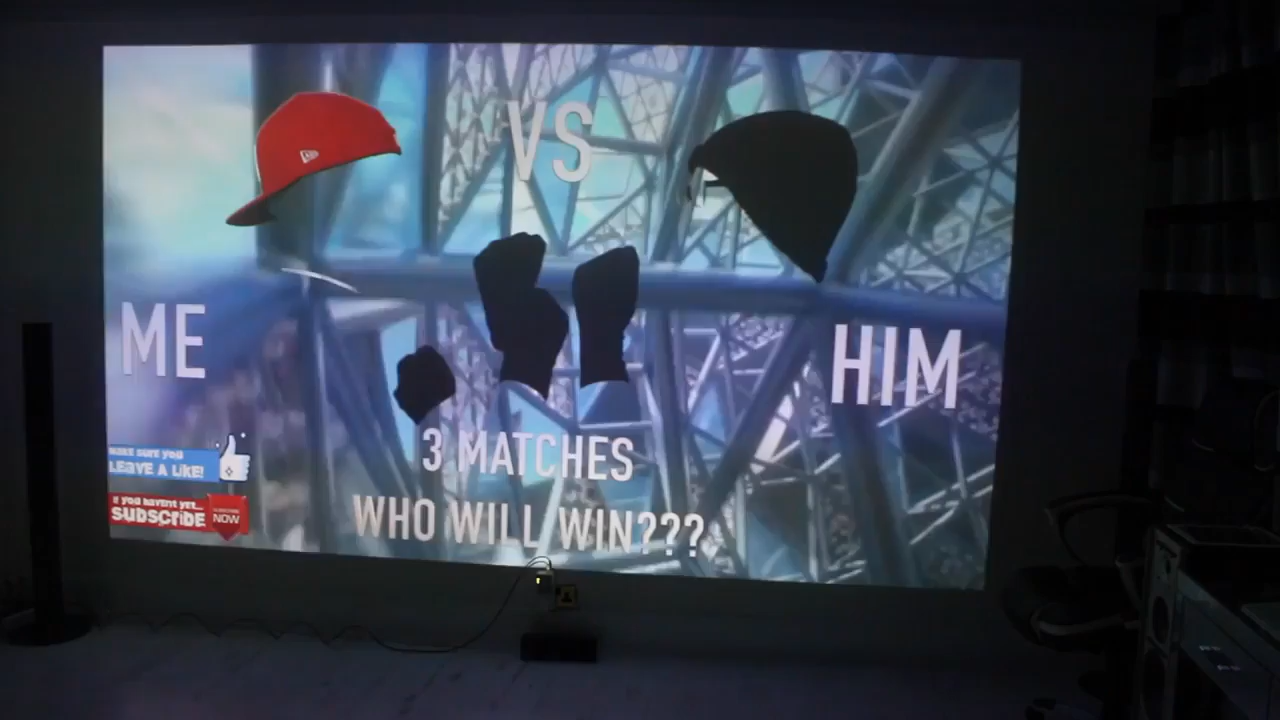 VS
ME
HIM
MAKE SURE YOU
LEAVE A LIKE!
3 MATCHES
IF YOU HAVENT YET...
SUBSCRIBE
SUBSCRIBE
NOW
WHO WILL WIN???